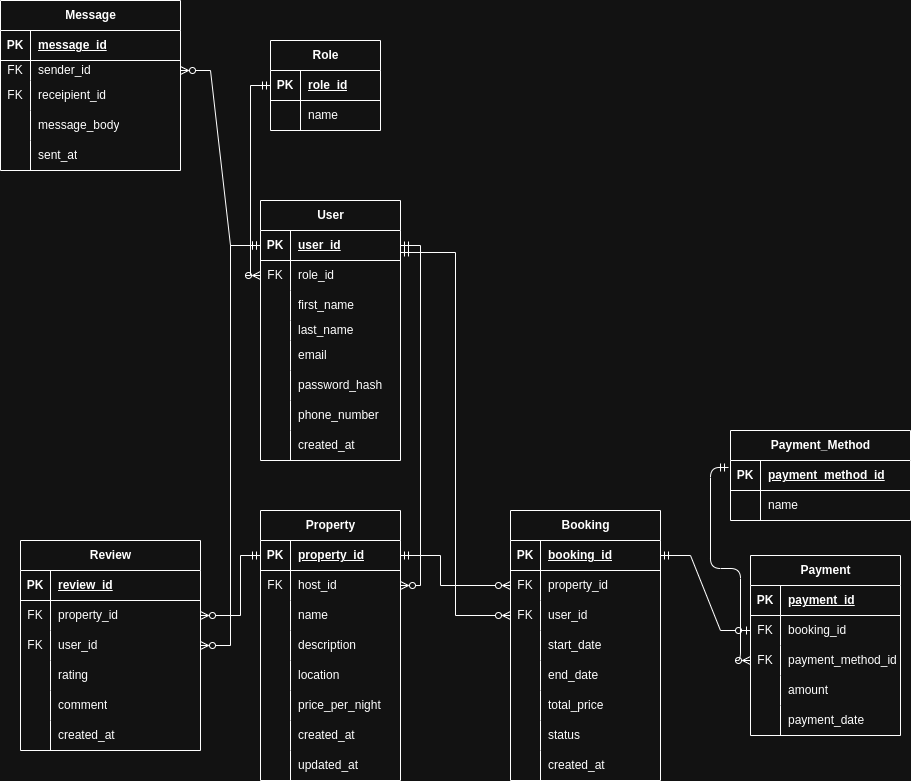 Message
PK message_id
FK sender_id
FK receipient_id
message_body
sent_at
Role
PK role_id
name
User
PK user_id
FK role_id
first_name
last_name
email
password_hash
phone_number
created_at
Payment_Method
PK payment_method_id
name
Review
PK review_id
FK property_id
FK user_id
rating
comment
created_at
Property
PK property_id
FK host_id
name
description
location
price_per_night
created_at
updated_at
Booking
PK booking_id
FK property_id
FK user_id
start_date
end_date
total_price
status
created_at
Payment
PK payment_id
FK booking_id
FK payment_method_id
amount
payment_date